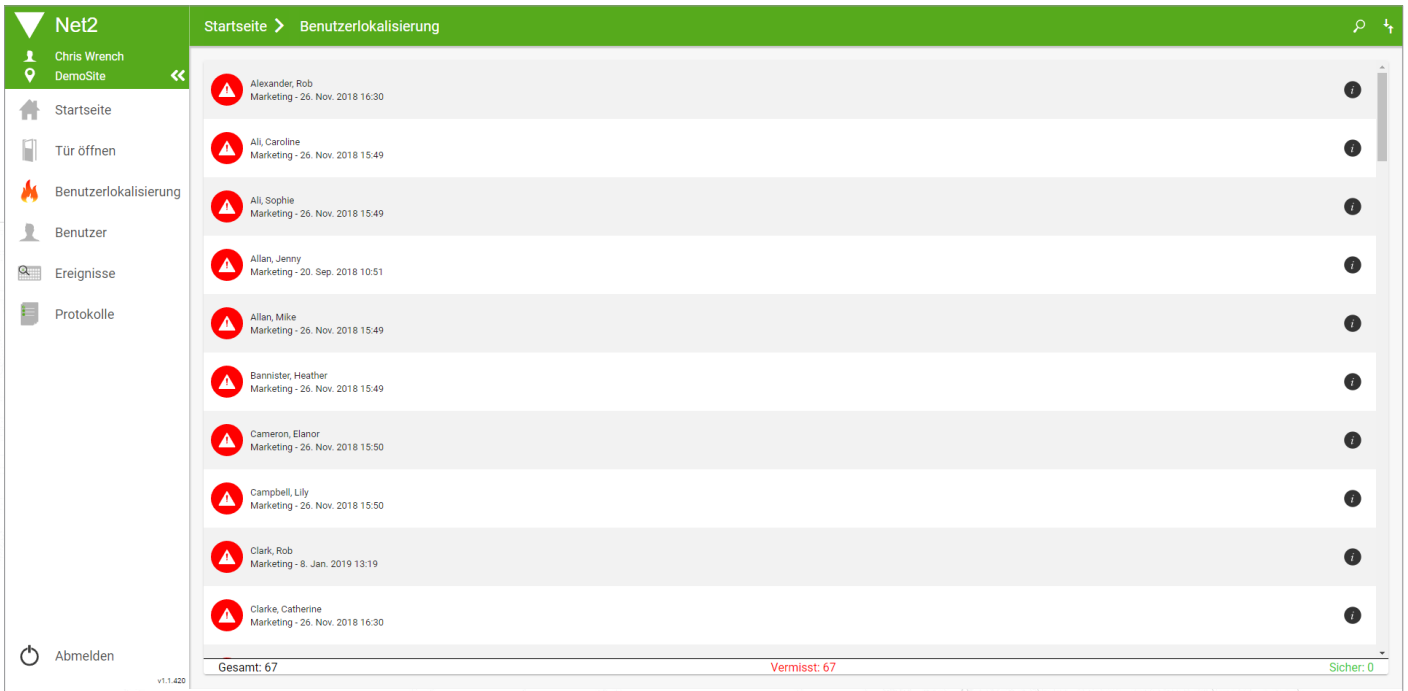 Net2
Chris Wrench
DemoSite
Startseite
Tür öffnen
Benutzerlokalisierung
Benutzer
Ereignisse
Protokolle
Abmelden
v1.1.420
Startseite Benutzerlokalisierung
Alexander, Rob
Marketing - 26. Nov. 2018 16:30
Ali, Caroline
Marketing - 26. Nov. 2018 15:49
Ali, Sophie
Marketing - 26. Nov. 2018 15:49
Allan, Jenny
Marketing - 20. Sep. 2018 10:51
Allan, Mike
Marketing - 26. Nov. 2018 15:49
Bannister, Heather
Marketing - 26. Nov. 2018 15:49
Cameron, Elanor
Marketing - 26. Nov. 2018 15:50
Campbell, Lily
Marketing - 26. Nov. 2018 15:50
Clark, Rob
Marketing - 8. Jan. 2019 13:19
Clarke, Catherine
Marketing - 26. Nov. 2018 16:30
Gesamt: 67 Vermisst: 67 Sicher: 0